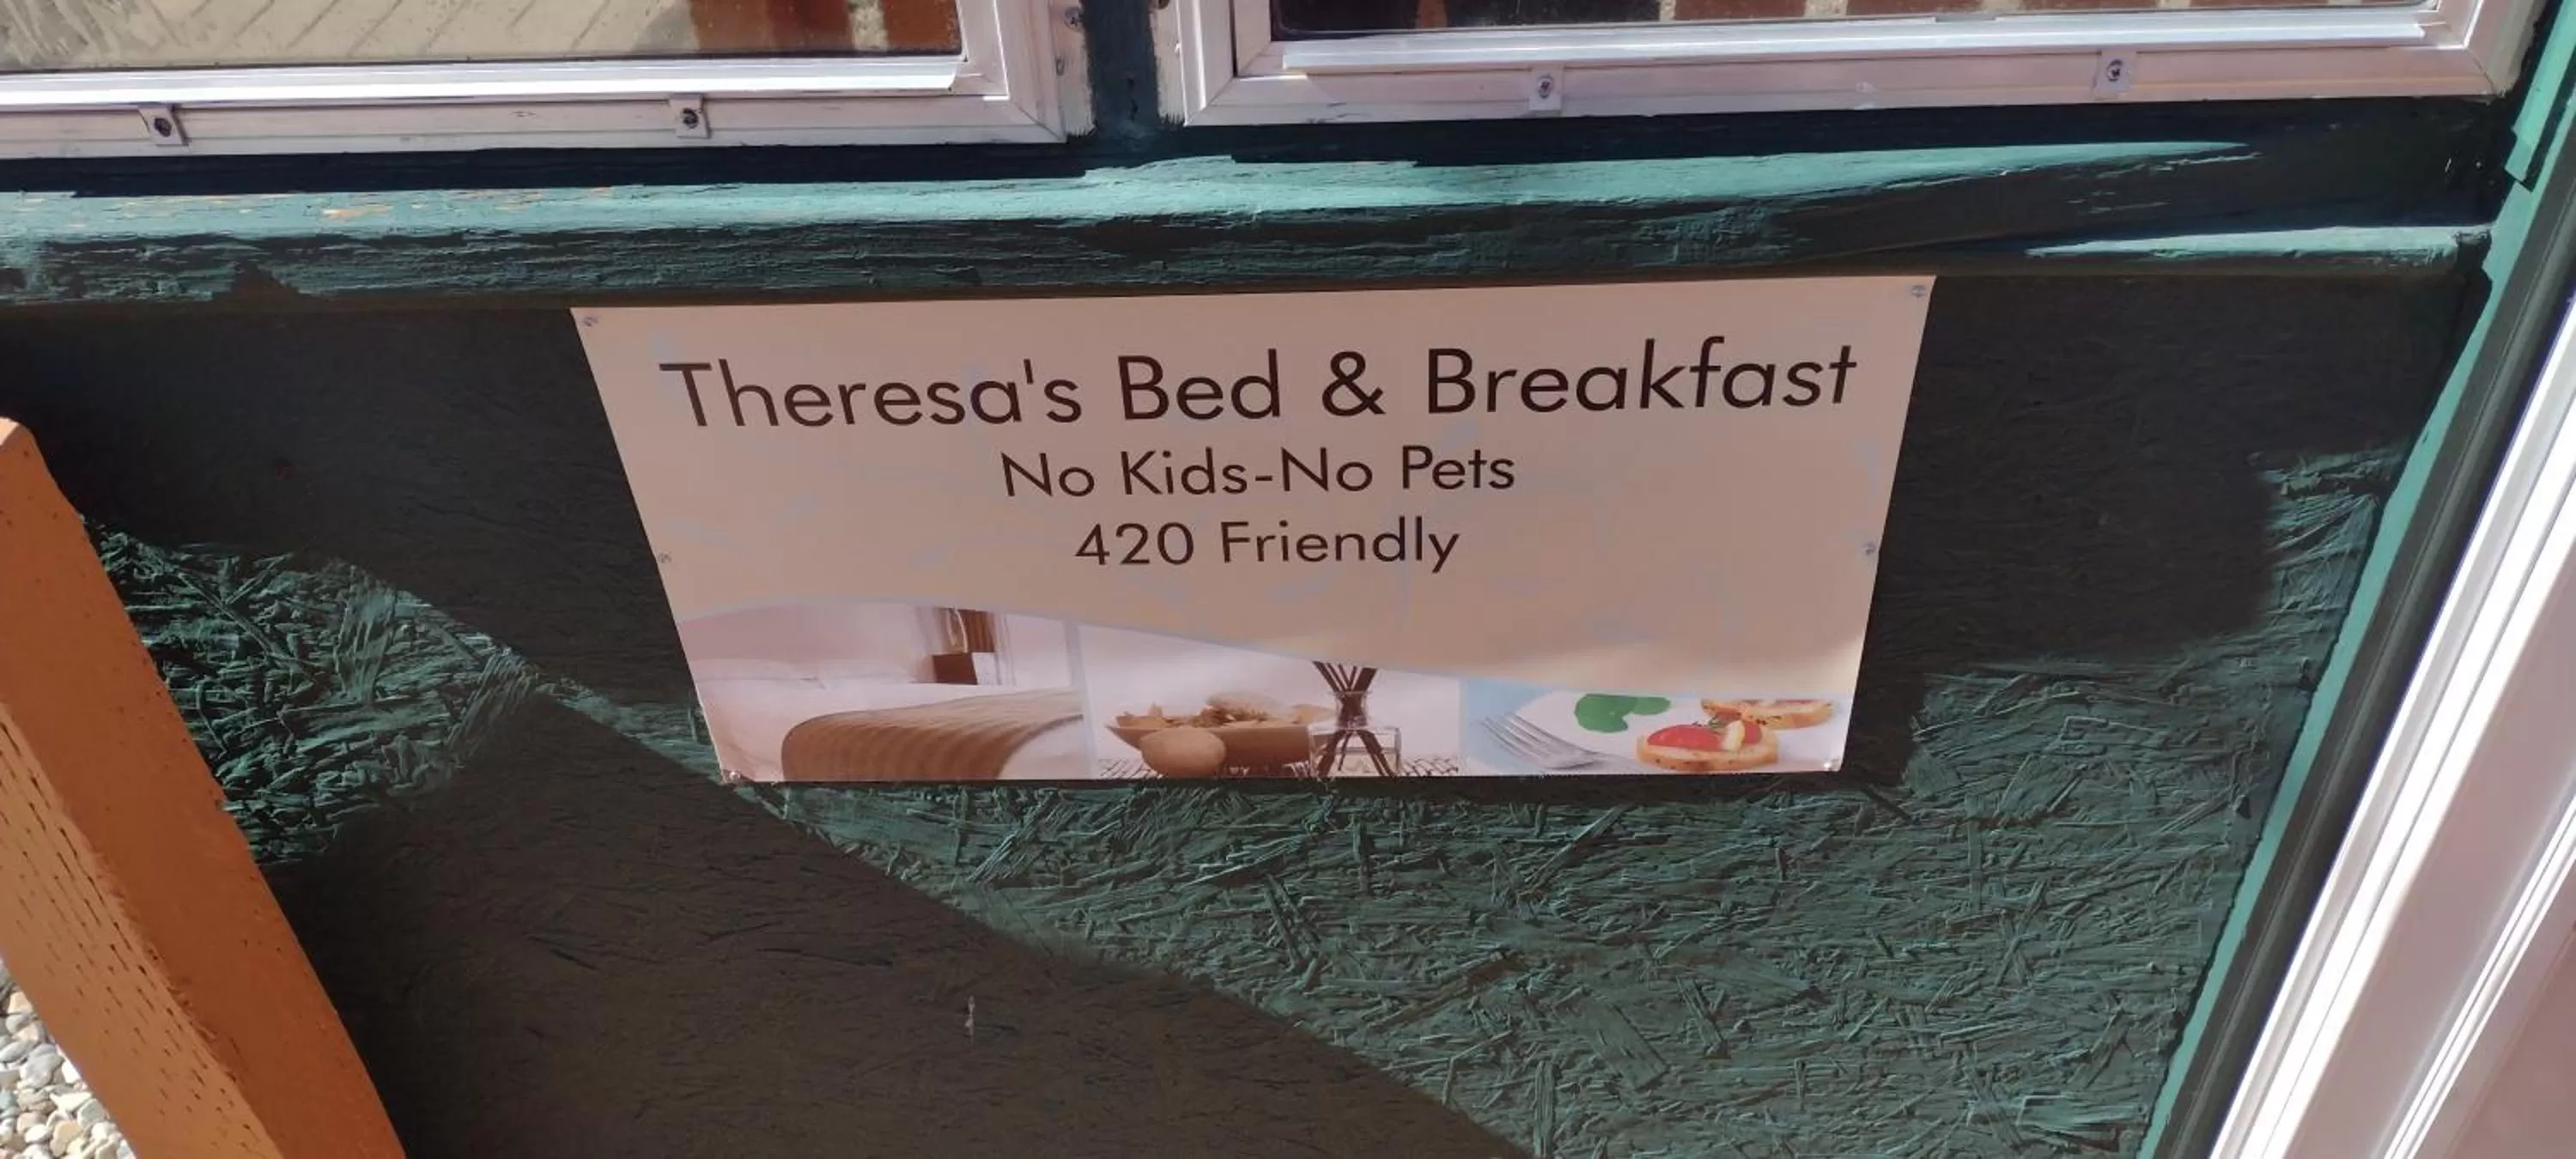 Theresa's Bed & Breakfast
No Kids-No Pets
420 Friendly